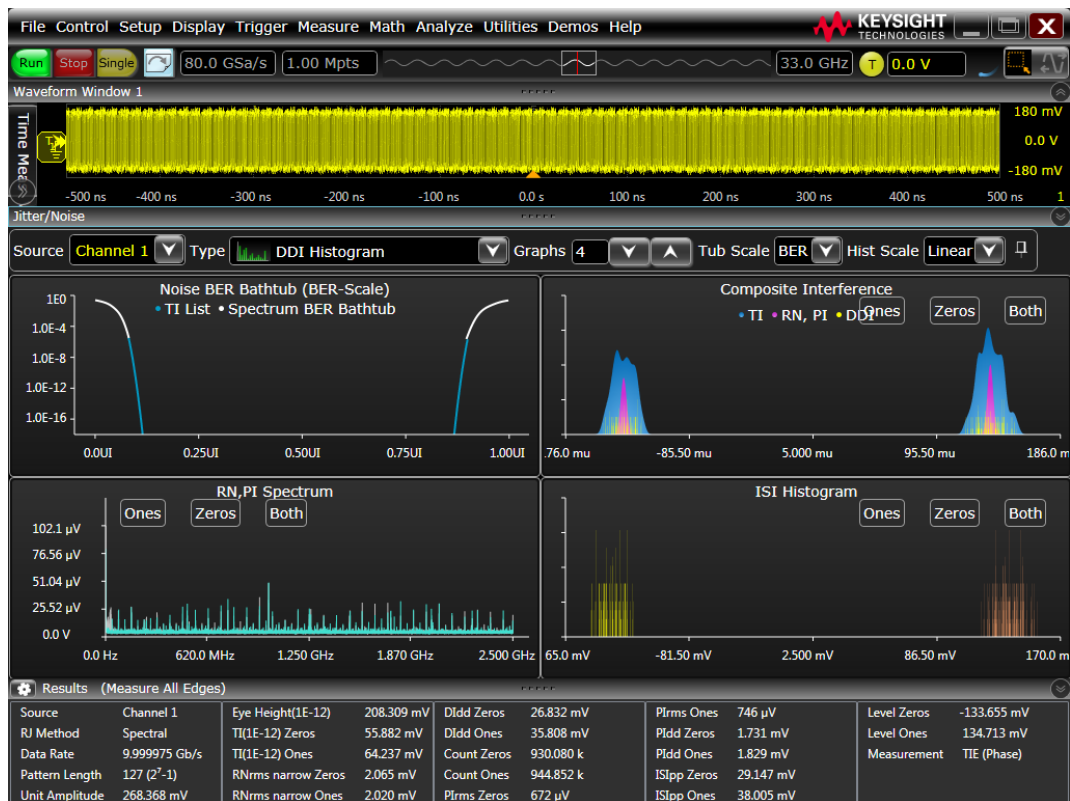 File Control Setup Display Trigger Measure Math Analyze Utilities Demos Help
KEYSIGHT
TECHNOLOGIES
X
Run Stop Single 80.0 GSa/s 1.00 Mpts 33.0 GHz T 0.0 V
Waveform Window 1
Time Mea
180 mV
0.0 V
-180 mV
-500 ns -400 ns -300 ns -200 ns -100 ns 0.0 s 100 ns 200 ns 300 ns 400 ns 500 ns 1
Jitter/Noise
Source Channel 1 Type DDI Histogram Graphs 4 Tub Scale BER Hist Scale Linear
Noise BER Bathtub (BER-Scale)
TI List • Spectrum BER Bathtub
1E0
1.0E-4
1.0E-8
1.0E-12
1.0E-16
0.0UI 0.25UI 0.50UI 0.75UI 1.00UI
Composite Interference
• TI • RN, PI • DDI
Ones Zeros Both
.76.0 mu -85.50 mu 5.000 mu 95.50 mu 186.0 m
RN,PI Spectrum
Ones Zeros Both
102.1 µV
76.56 µV
51.04 µV
25.52 µV
0.0 V
0.0 Hz 620.0 MHz 1.250 GHz 1.870 GHz 2.500 GHz
ISI Histogram
Ones Zeros Both
65.0 mV -81.50 mV 2.500 mV 86.50 mV 170.0 m
Results (Measure All Edges)
Source Channel 1 Eye Height(1E-12) 208.309 mV DIdd Zeros 26.832 mV PIrms Ones 746 µV Level Zeros -133.655 mV
RJ Method Spectral TI(1E-12) Zeros 55.882 mV DIdd Ones 35.808 mV PIdd Zeros 1.731 mV Level Ones 134.713 mV
Data Rate 9.999975 Gb/s TI(1E-12) Ones 64.237 mV Count Zeros 930.080 k PIdd Ones 1.829 mV Measurement TIE (Phase)
Pattern Length 127 (2⁷-1) RNrms narrow Zeros 2.065 mV Count Ones 944.852 k ISIpp Zeros 29.147 mV
Unit Amplitude 268.368 mV RNrms narrow Ones 2.020 mV PIrms Zeros 672 µV ISIpp Ones 38.005 mV